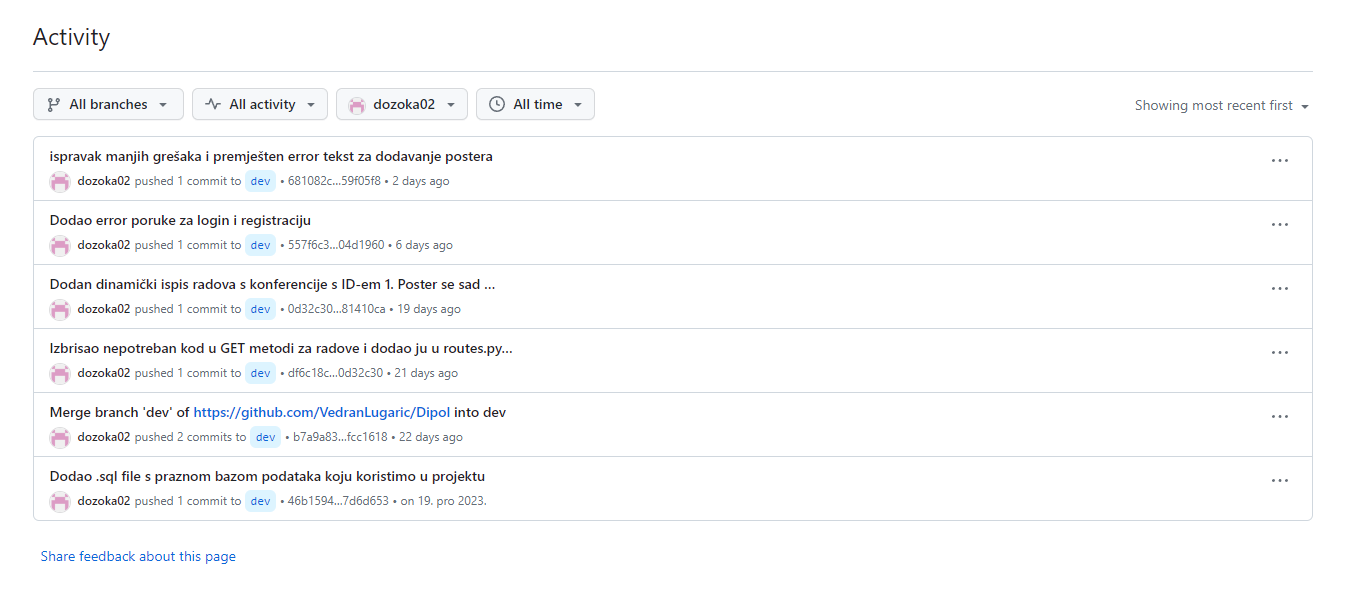 Activity
All branches All activity dozoka02 All time Showing most recent first
ispravak manjih grešaka i premješten error tekst za dodavanje postera
dozoka02 pushed 1 commit to dev • 681082c...59f05f8 • 2 days ago
Dodao error poruke za login i registraciju
dozoka02 pushed 1 commit to dev • 557f6c3...04d1960 • 6 days ago
Dodan dinamički ispis radova s konferencije s ID-em 1. Poster se sad ...
dozoka02 pushed 1 commit to dev • 0d32c30...81410ca • 19 days ago
Izbrisao nepotreban kod u GET metodi za radove i dodao ju u routes.py...
dozoka02 pushed 1 commit to dev • df6c18c...0d32c30 • 21 days ago
Merge branch 'dev' of https://github.com/VedranLugaric/Dipol into dev
dozoka02 pushed 2 commits to dev • b7a9a83...fcc1618 • 22 days ago
Dodao .sql file s praznom bazom podataka koju koristimo u projektu
dozoka02 pushed 1 commit to dev • 46b1594...7d6d653 • on 19. pro 2023.
Share feedback about this page